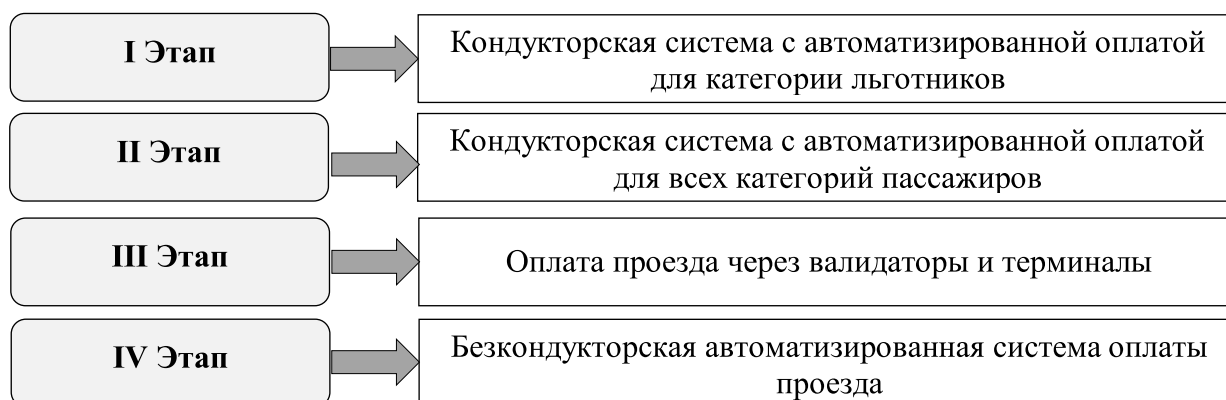 I Этап
Кондукторская система с автоматизированной оплатой
для категории льготников
II Этап
Кондукторская система с автоматизированной оплатой
для всех категорий пассажиров
III Этап
Оплата проезда через валидаторы и терминалы
IV Этап
Безкондукторская автоматизированная система оплаты
проезда